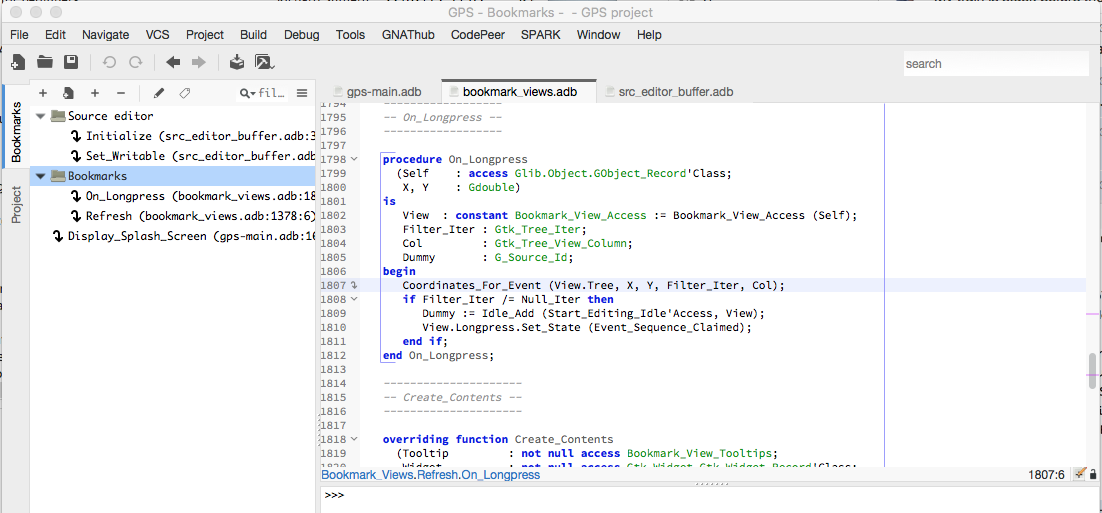 GPS - Bookmarks - - GPS project
File Edit Navigate VCS Project Build Debug Tools GNAThub CodePeer SPARK Window Help
search
Bookmarks
Project
fil...
Source editor
Initialize (src_editor_buffer.adb:3
Set_Writable (src_editor_buffer.adb
Bookmarks
On_Longpress (bookmark_views.adb:18
Refresh (bookmark_views.adb:1378:6)
Display_Splash_Screen (gps-main.adb:16
gps-main.adb bookmark_views.adb src_editor_buffer.adb
1794 ------------------
1795 -- On_Longpress --
1796 ------------------
1797
1798 procedure On_Longpress
1799 (Self : access Glib.Object.GObject_Record'Class;
1800 X, Y : Gdouble)
1801 is
1802 View : constant Bookmark_View_Access := Bookmark_View_Access (Self);
1803 Filter_Iter : Gtk_Tree_Iter;
1804 Col : Gtk_Tree_View_Column;
1805 Dummy : G_Source_Id;
1806 begin
1807 Coordinates_For_Event (View.Tree, X, Y, Filter_Iter, Col);
1808 if Filter_Iter /= Null_Iter then
1809 Dummy := Idle_Add (Start_Editing_Idle'Access, View);
1810 View.Longpress.Set_State (Event_Sequence_Claimed);
1811 end if;
1812 end On_Longpress;
1813
1814 ---------------------
1815 -- Create_Contents --
1816 ---------------------
1817
1818 overriding function Create_Contents
1819 (Tooltip : not null access Bookmark_View_Tooltips;
1820 Widget : not null access Gtk.Widget.Gtk_Widget_Record'Class;
Bookmark_Views.Refresh.On_Longpress 1807:6
>>>